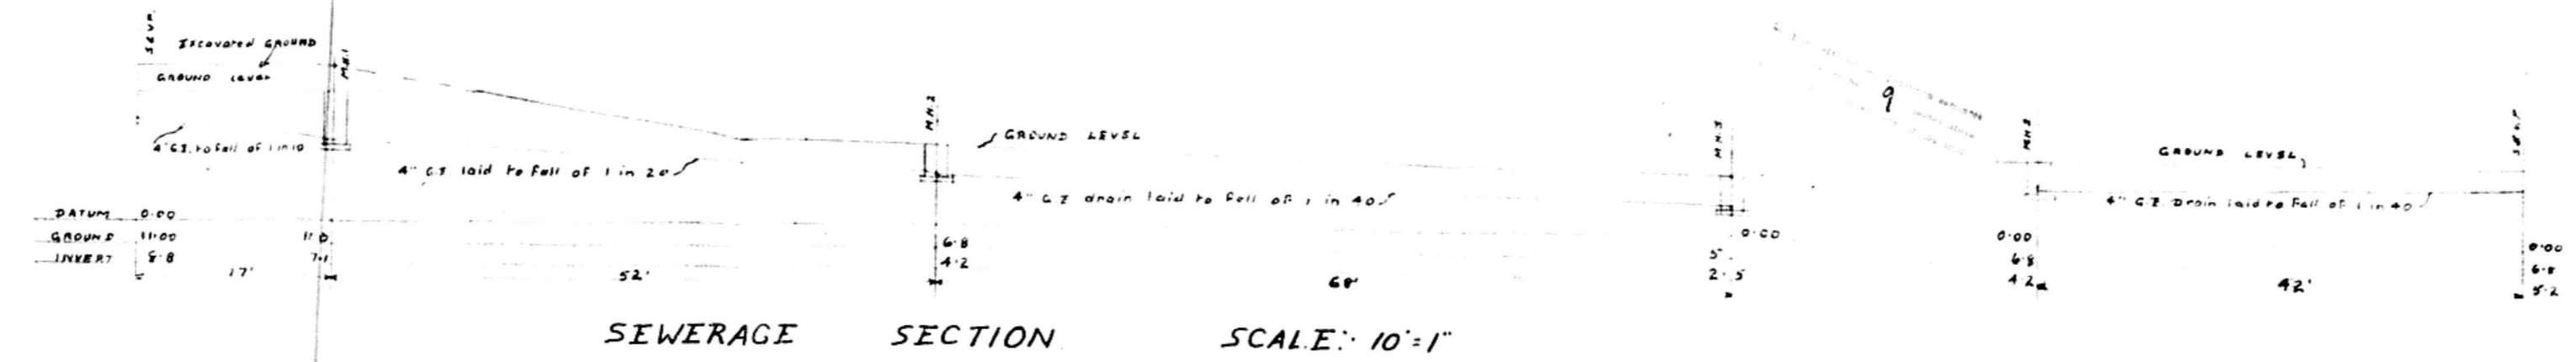 S & V P
Excavated GROUND
GROUND Level
M.H.1
4" C.I. to fall of 1 in 10
4" C.I. laid to fall of 1 in 20
M.H.2
GROUND LEVEL
4" C I drain laid to fall of 1 in 40
M.H.3
9
M.H.2
GROUND LEVEL
4" C.I. Drain laid to Fall of 1 in 40
S & V P
DATUM 0.00 0.00 0.00 0.00
GROUND 11.00 11.0 6.8 5. 6.8 6.8
INVERT 8.8 7.1 4.2 2.5 4.2 5.2
17' 52' 68' 42'
SEWERAGE SECTION SCALE: 10'=1"